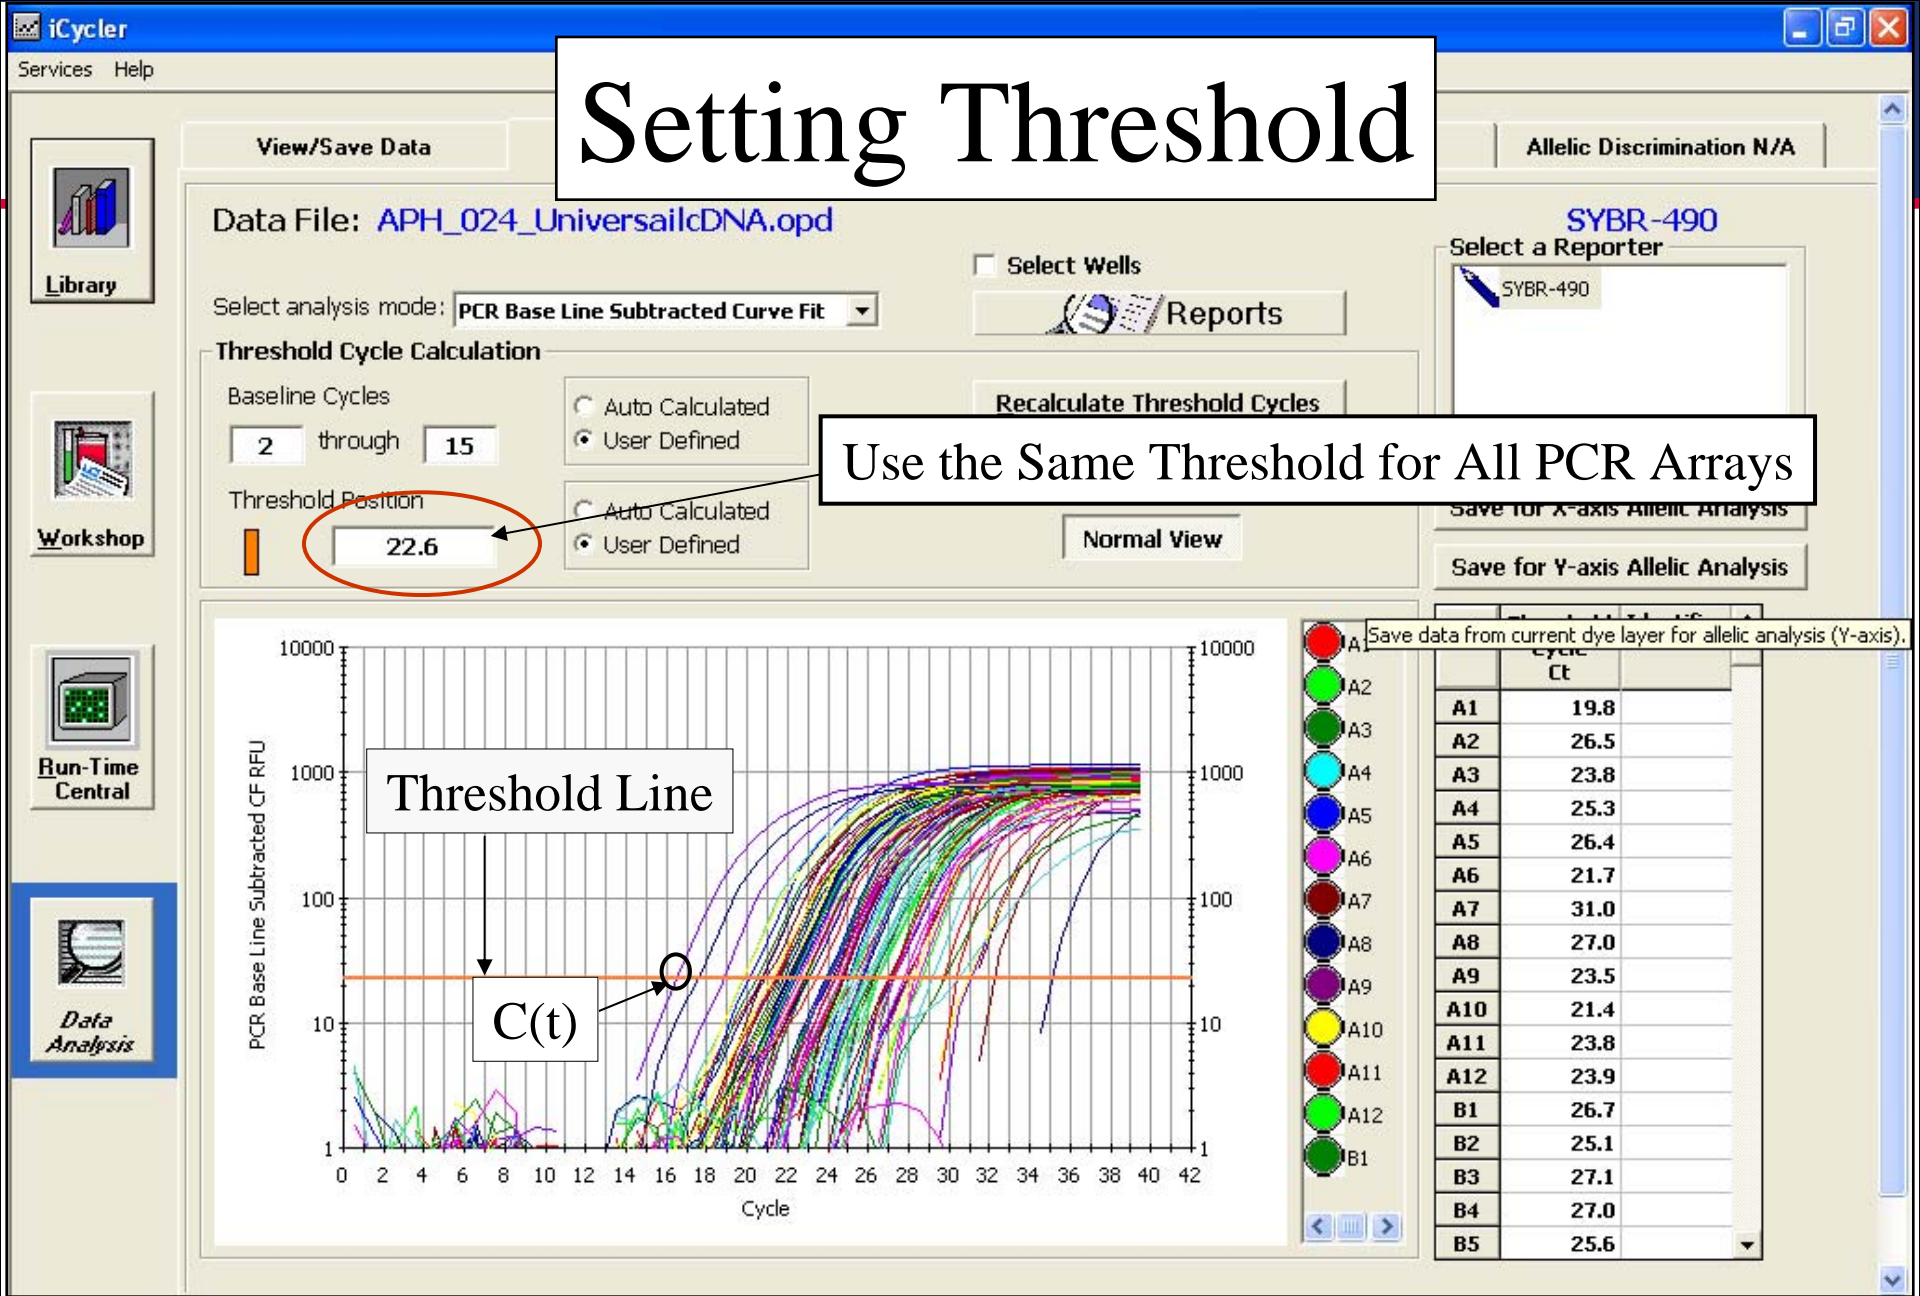 iCycler
Services Help
Setting Threshold
View/Save Data
Allelic Discrimination N/A
Library
Workshop
Run-Time
Central
Data
Analysis
Data File: APH_024_UniversailcDNA.opd
SYBR-490
Select a Reporter
SYBR-490
Select Wells
Select analysis mode: PCR Base Line Subtracted Curve Fit
Reports
Threshold Cycle Calculation
Baseline Cycles
2 through 15
Auto Calculated
User Defined
Recalculate Threshold Cycles
Use the Same Threshold for All PCR Arrays
Threshold Position
22.6
Auto Calculated
User Defined
Normal View
Save for X-axis Allelic Analysis
Save for Y-axis Allelic Analysis
Save data from current dye layer for allelic analysis (Y-axis).
PCR Base Line Subtracted CF RFU
10000
1000
100
10
1
Threshold Line
C(t)
10000
1000
100
10
1
0 2 4 6 8 10 12 14 16 18 20 22 24 26 28 30 32 34 36 38 40 42
Cycle
A1
A2
A3
A4
A5
A6
A7
A8
A9
A10
A11
A12
B1
Cycle
Ct
A1 19.8
A2 26.5
A3 23.8
A4 25.3
A5 26.4
A6 21.7
A7 31.0
A8 27.0
A9 23.5
A10 21.4
A11 23.8
A12 23.9
B1 26.7
B2 25.1
B3 27.1
B4 27.0
B5 25.6